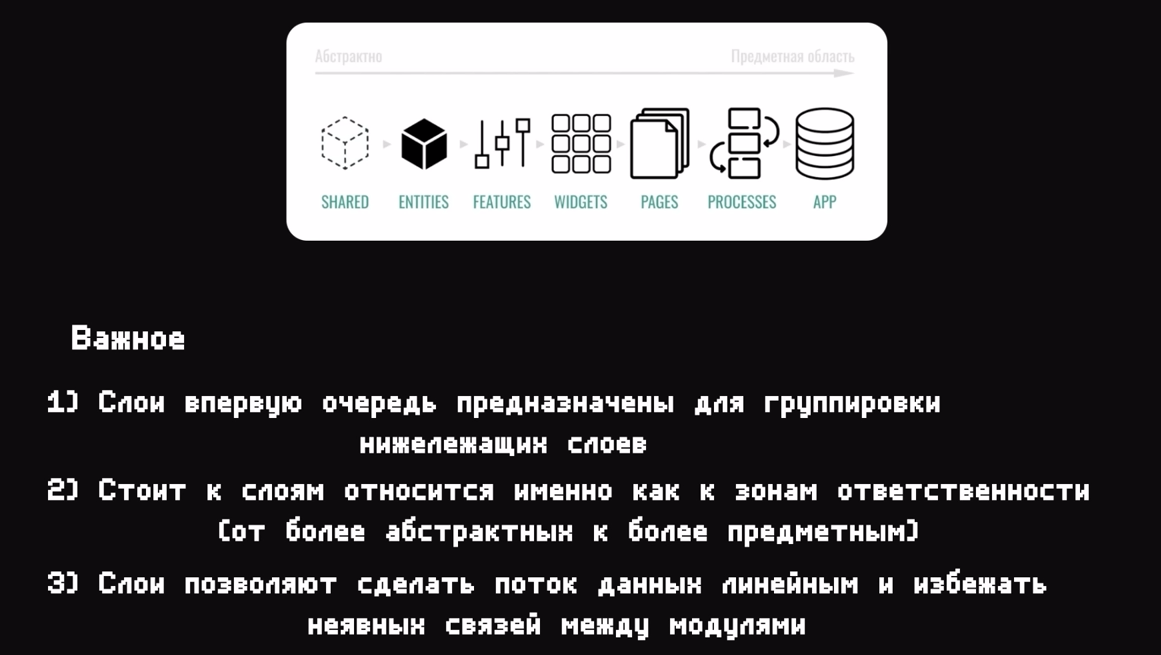 Абстрактно Предметная область
SHARED ENTITIES FEATURES WIDGETS PAGES PROCESSES APP
Важное
1) Слои впервую очередь предназначены для группировки
нижележащих слоев
2) Стоит к слоям относится именно как к зонам ответственности
(от более абстрактных к более предметным)
3) Слои позволяют сделать поток данных линейным и избежать
неявных связей между модулями